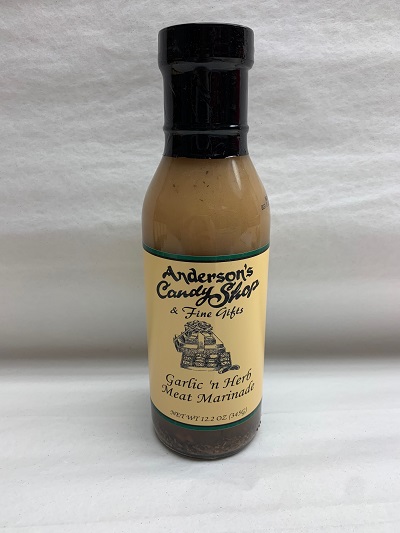 Anderson's
Candy Shop
& Fine Gifts
Garlic 'n Herb
Meat Marinade
NET WT 12.2 OZ (345g)